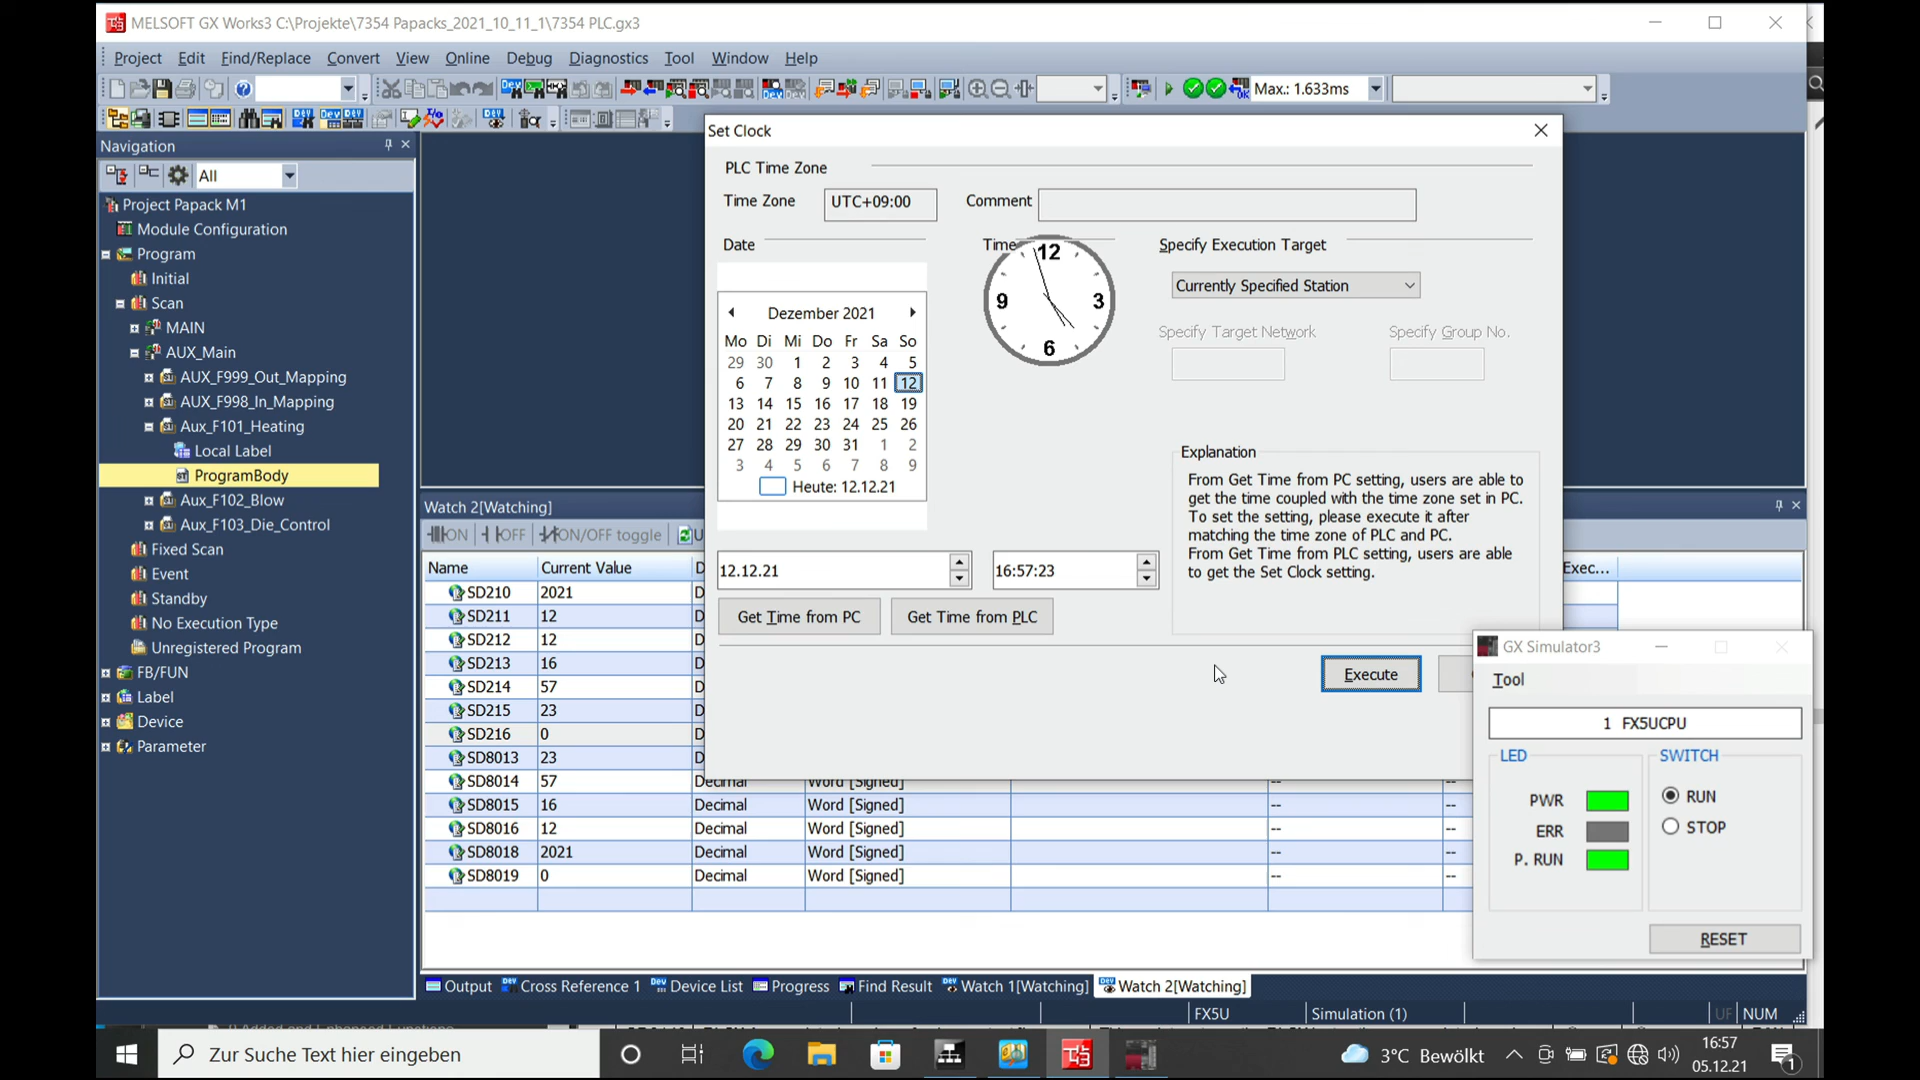 MELSOFT GX Works3 C:\Projekte\7354 Papacks_2021_10_11_1\7354 PLC.gx3
Project Edit Find/Replace Convert View Online Debug Diagnostics Tool Window Help
Max.: 1.633ms
Navigation
All
Project Papack M1
Module Configuration
Program
Initial
Scan
MAIN
AUX_Main
AUX_F999_Out_Mapping
AUX_F998_In_Mapping
Aux_F101_Heating
Local Label
ProgramBody
Aux_F102_Blow
Aux_F103_Die_Control
Fixed Scan
Event
Standby
No Execution Type
Unregistered Program
FB/FUN
Label
Device
Parameter
Set Clock
PLC Time Zone
Time Zone UTC+09:00 Comment
Date
Time
12
3
6
9
Dezember 2021
Mo Di Mi Do Fr Sa So
29 30 1 2 3 4 5
6 7 8 9 10 11 12
13 14 15 16 17 18 19
20 21 22 23 24 25 26
27 28 29 30 31 1 2
3 4 5 6 7 8 9
Heute: 12.12.21
12.12.21 16:57:23
Get Time from PC Get Time from PLC
Specify Execution Target
Currently Specified Station
Specify Target Network Specify Group No.
Explanation
From Get Time from PC setting, users are able to
get the time coupled with the time zone set in PC.
To set the setting, please execute it after
matching the time zone of PLC and PC.
From Get Time from PLC setting, users are able
to get the Set Clock setting.
Execute
Watch 2[Watching]
ON OFF ON/OFF toggle
Name Current Value Exec...
SD210 2021
SD211 12
SD212 12
SD213 16
SD214 57
SD215 23
SD216 0
SD8013 23
SD8014 57 Decimal Word [Signed] -- --
SD8015 16 Decimal Word [Signed] -- --
SD8016 12 Decimal Word [Signed] -- --
SD8018 2021 Decimal Word [Signed] -- --
SD8019 0 Decimal Word [Signed] -- --
GX Simulator3
Tool
1 FX5UCPU
LED SWITCH
PWR
ERR
P. RUN
RUN
STOP
RESET
Output Cross Reference 1 Device List Progress Find Result Watch 1[Watching] Watch 2[Watching]
FX5U Simulation (1) UF NUM
Zur Suche Text hier eingeben
3°C Bewölkt
16:57
05.12.21
1